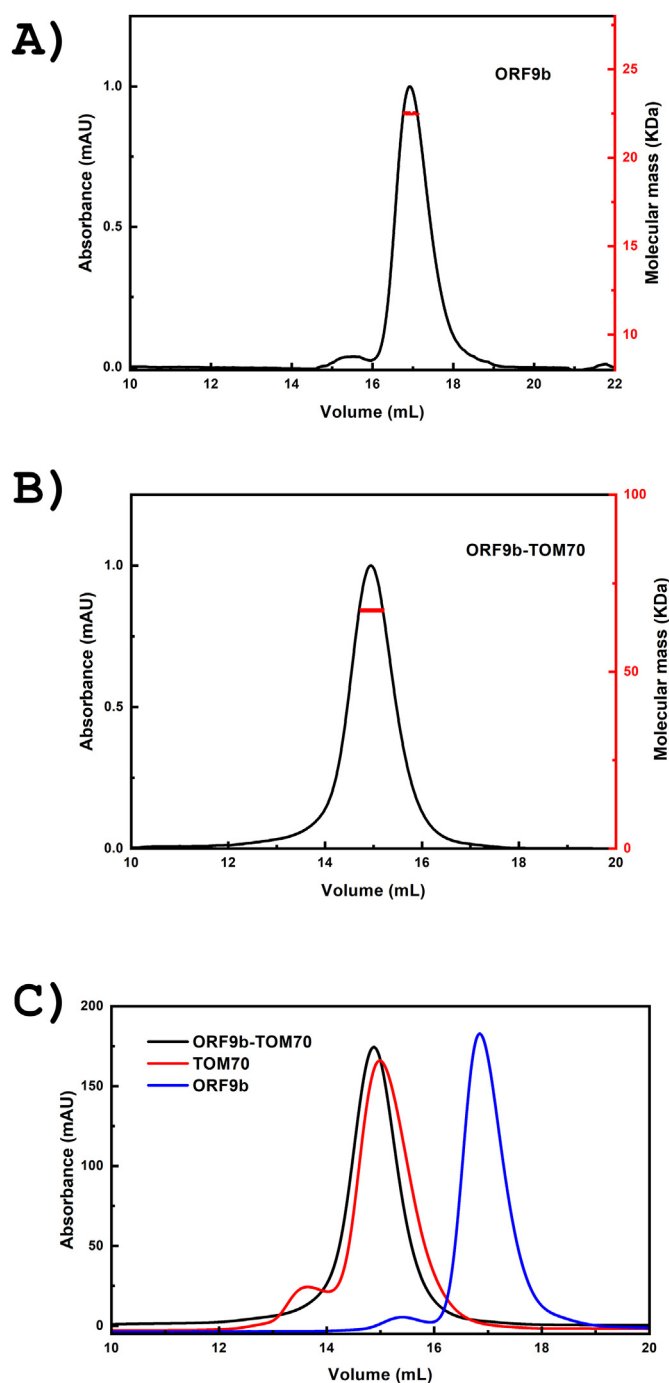 A)
ORF9b
Absorbance (mAU)
1.0
0.5
0.0
Molecular mass (KDa)
25
22
17
15
10
10 12 14 16 18 20 22
Volume (mL)
B)
ORF9b-TOM70
Absorbance (mAU)
1.0
0.5
0.0
Molecular mass (KDa)
100
50
0
10 12 14 16 18 20
Volume (mL)
C)
ORF9b-TOM70
TOM70
ORF9b
Absorbance (mAU)
200
150
100
50
0
10 12 14 16 18 20
Volume (mL)